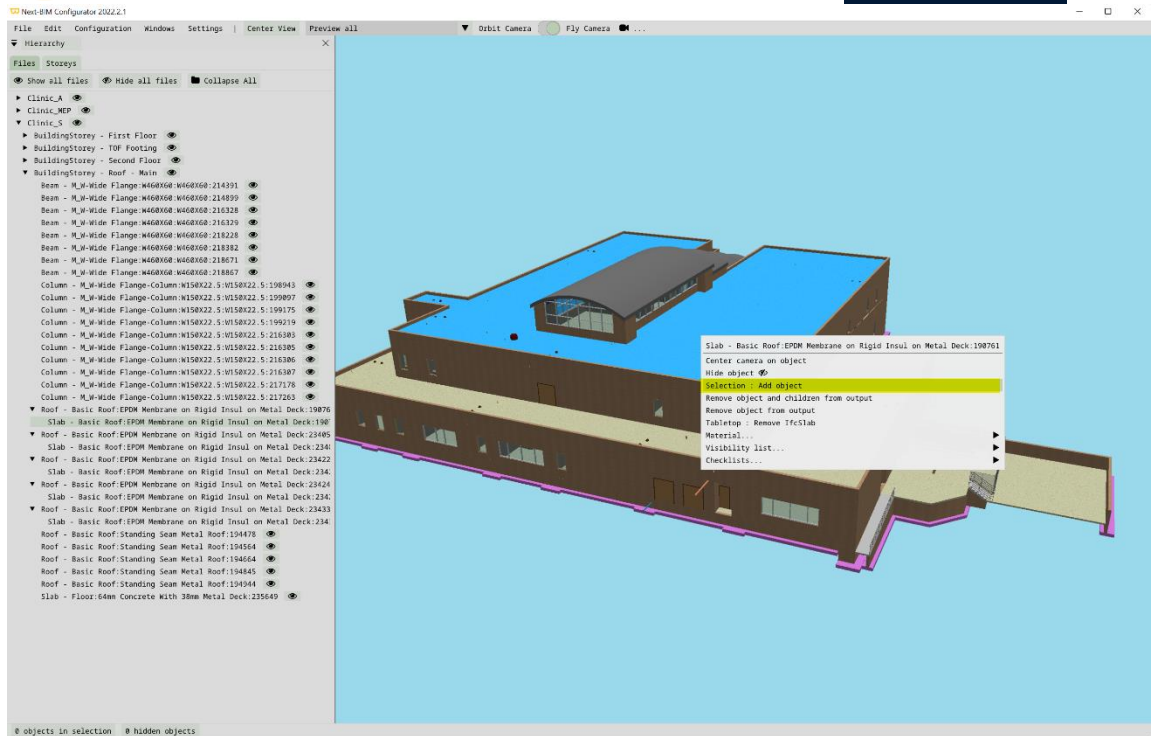 Next-BIM Configurator 2022.2.1
File Edit Configuration Windows Settings | Center View Preview all Orbit Camera Fly Camera ...
Hierarchy
Files Storeys
Show all files Hide all files Collapse All
Clinic_A
Clinic_MEP
Clinic_S
BuildingStorey - First Floor
BuildingStorey - TOF Footing
BuildingStorey - Second Floor
BuildingStorey - Roof - Main
Beam - M_W-Wide Flange:W460X60:W460X60:214391
Beam - M_W-Wide Flange:W460X60:W460X60:214899
Beam - M_W-Wide Flange:W460X60:W460X60:216328
Beam - M_W-Wide Flange:W460X60:W460X60:216329
Beam - M_W-Wide Flange:W460X60:W460X60:218228
Beam - M_W-Wide Flange:W460X60:W460X60:218382
Beam - M_W-Wide Flange:W460X60:W460X60:218671
Beam - M_W-Wide Flange:W460X60:W460X60:218867
Column - M_W-Wide Flange-Column:W150X22.5:W150X22.5:198943
Column - M_W-Wide Flange-Column:W150X22.5:W150X22.5:199097
Column - M_W-Wide Flange-Column:W150X22.5:W150X22.5:199175
Column - M_W-Wide Flange-Column:W150X22.5:W150X22.5:199219
Column - M_W-Wide Flange-Column:W150X22.5:W150X22.5:216303
Column - M_W-Wide Flange-Column:W150X22.5:W150X22.5:216305
Column - M_W-Wide Flange-Column:W150X22.5:W150X22.5:216306
Column - M_W-Wide Flange-Column:W150X22.5:W150X22.5:216307
Column - M_W-Wide Flange-Column:W150X22.5:W150X22.5:217178
Column - M_W-Wide Flange-Column:W150X22.5:W150X22.5:217263
Roof - Basic Roof:EPDM Membrane on Rigid Insul on Metal Deck:19076
Slab - Basic Roof:EPDM Membrane on Rigid Insul on Metal Deck:190
Roof - Basic Roof:EPDM Membrane on Rigid Insul on Metal Deck:23405
Slab - Basic Roof:EPDM Membrane on Rigid Insul on Metal Deck:234
Roof - Basic Roof:EPDM Membrane on Rigid Insul on Metal Deck:23422
Slab - Basic Roof:EPDM Membrane on Rigid Insul on Metal Deck:234
Roof - Basic Roof:EPDM Membrane on Rigid Insul on Metal Deck:23424
Slab - Basic Roof:EPDM Membrane on Rigid Insul on Metal Deck:234
Roof - Basic Roof:EPDM Membrane on Rigid Insul on Metal Deck:23433
Slab - Basic Roof:EPDM Membrane on Rigid Insul on Metal Deck:234
Roof - Basic Roof:Standing Seam Metal Roof:194478
Roof - Basic Roof:Standing Seam Metal Roof:194564
Roof - Basic Roof:Standing Seam Metal Roof:194664
Roof - Basic Roof:Standing Seam Metal Roof:194845
Roof - Basic Roof:Standing Seam Metal Roof:194944
Slab - Floor:64mm Concrete With 38mm Metal Deck:235649
Slab - Basic Roof:EPDM Membrane on Rigid Insul on Metal Deck:190761
Center camera on object
Hide object
Selection : Add object
Remove object and children from output
Remove object from output
Tabletop : Remove IfcSlab
Material...
Visibility list...
Checklists...
0 objects in selection 0 hidden objects